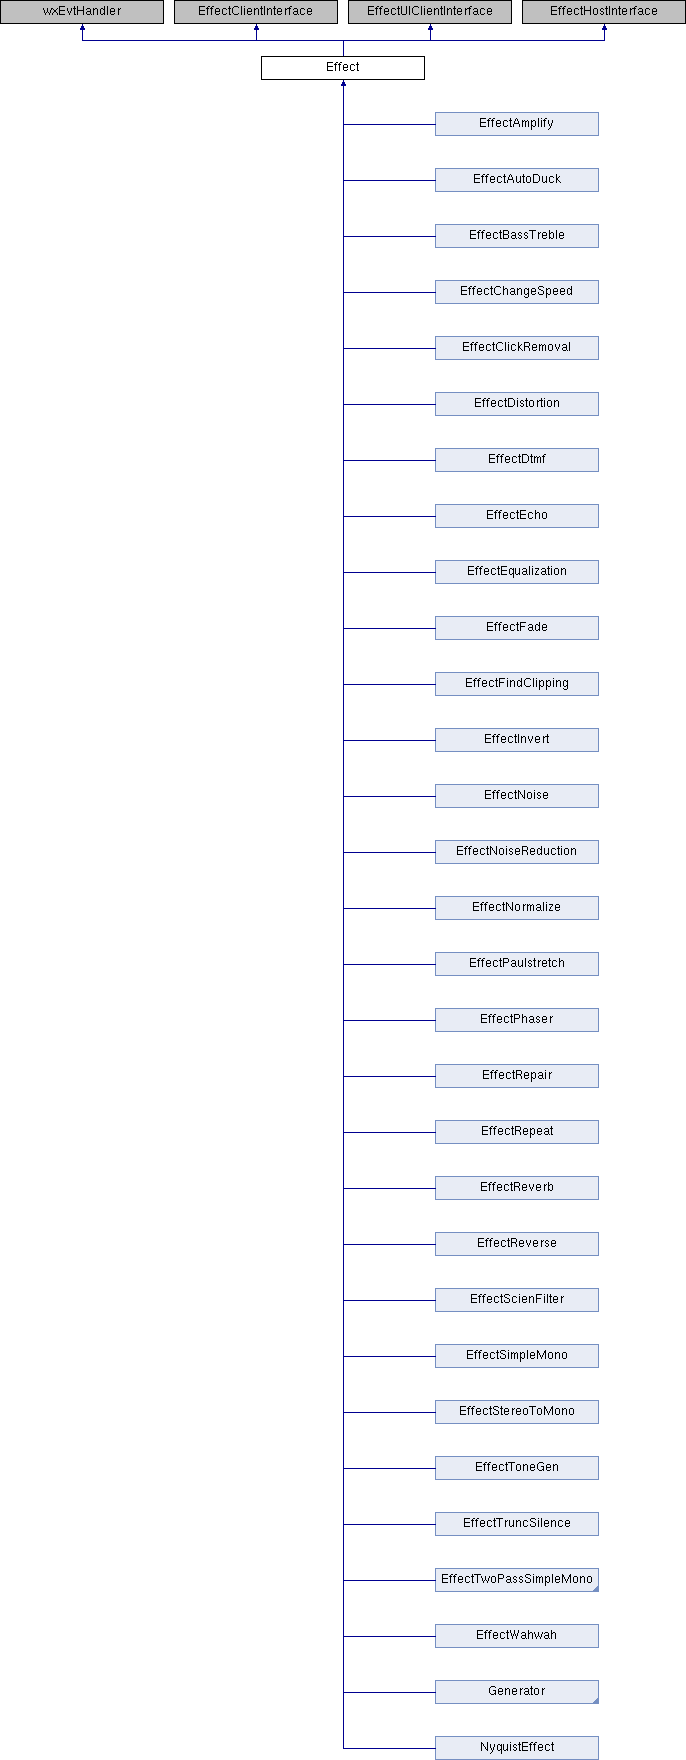 wxEvtHandler
EffectClientInterface
EffectUIClientInterface
EffectHostInterface
Effect
EffectAmplify
EffectAutoDuck
EffectBassTreble
EffectChangeSpeed
EffectClickRemoval
EffectDistortion
EffectDtmf
EffectEcho
EffectEqualization
EffectFade
EffectFindClipping
EffectInvert
EffectNoise
EffectNoiseReduction
EffectNormalize
EffectPaulstretch
EffectPhaser
EffectRepair
EffectRepeat
EffectReverb
EffectReverse
EffectScienFilter
EffectSimpleMono
EffectStereoToMono
EffectToneGen
EffectTruncSilence
EffectTwoPassSimpleMono
EffectWahwah
Generator
NyquistEffect